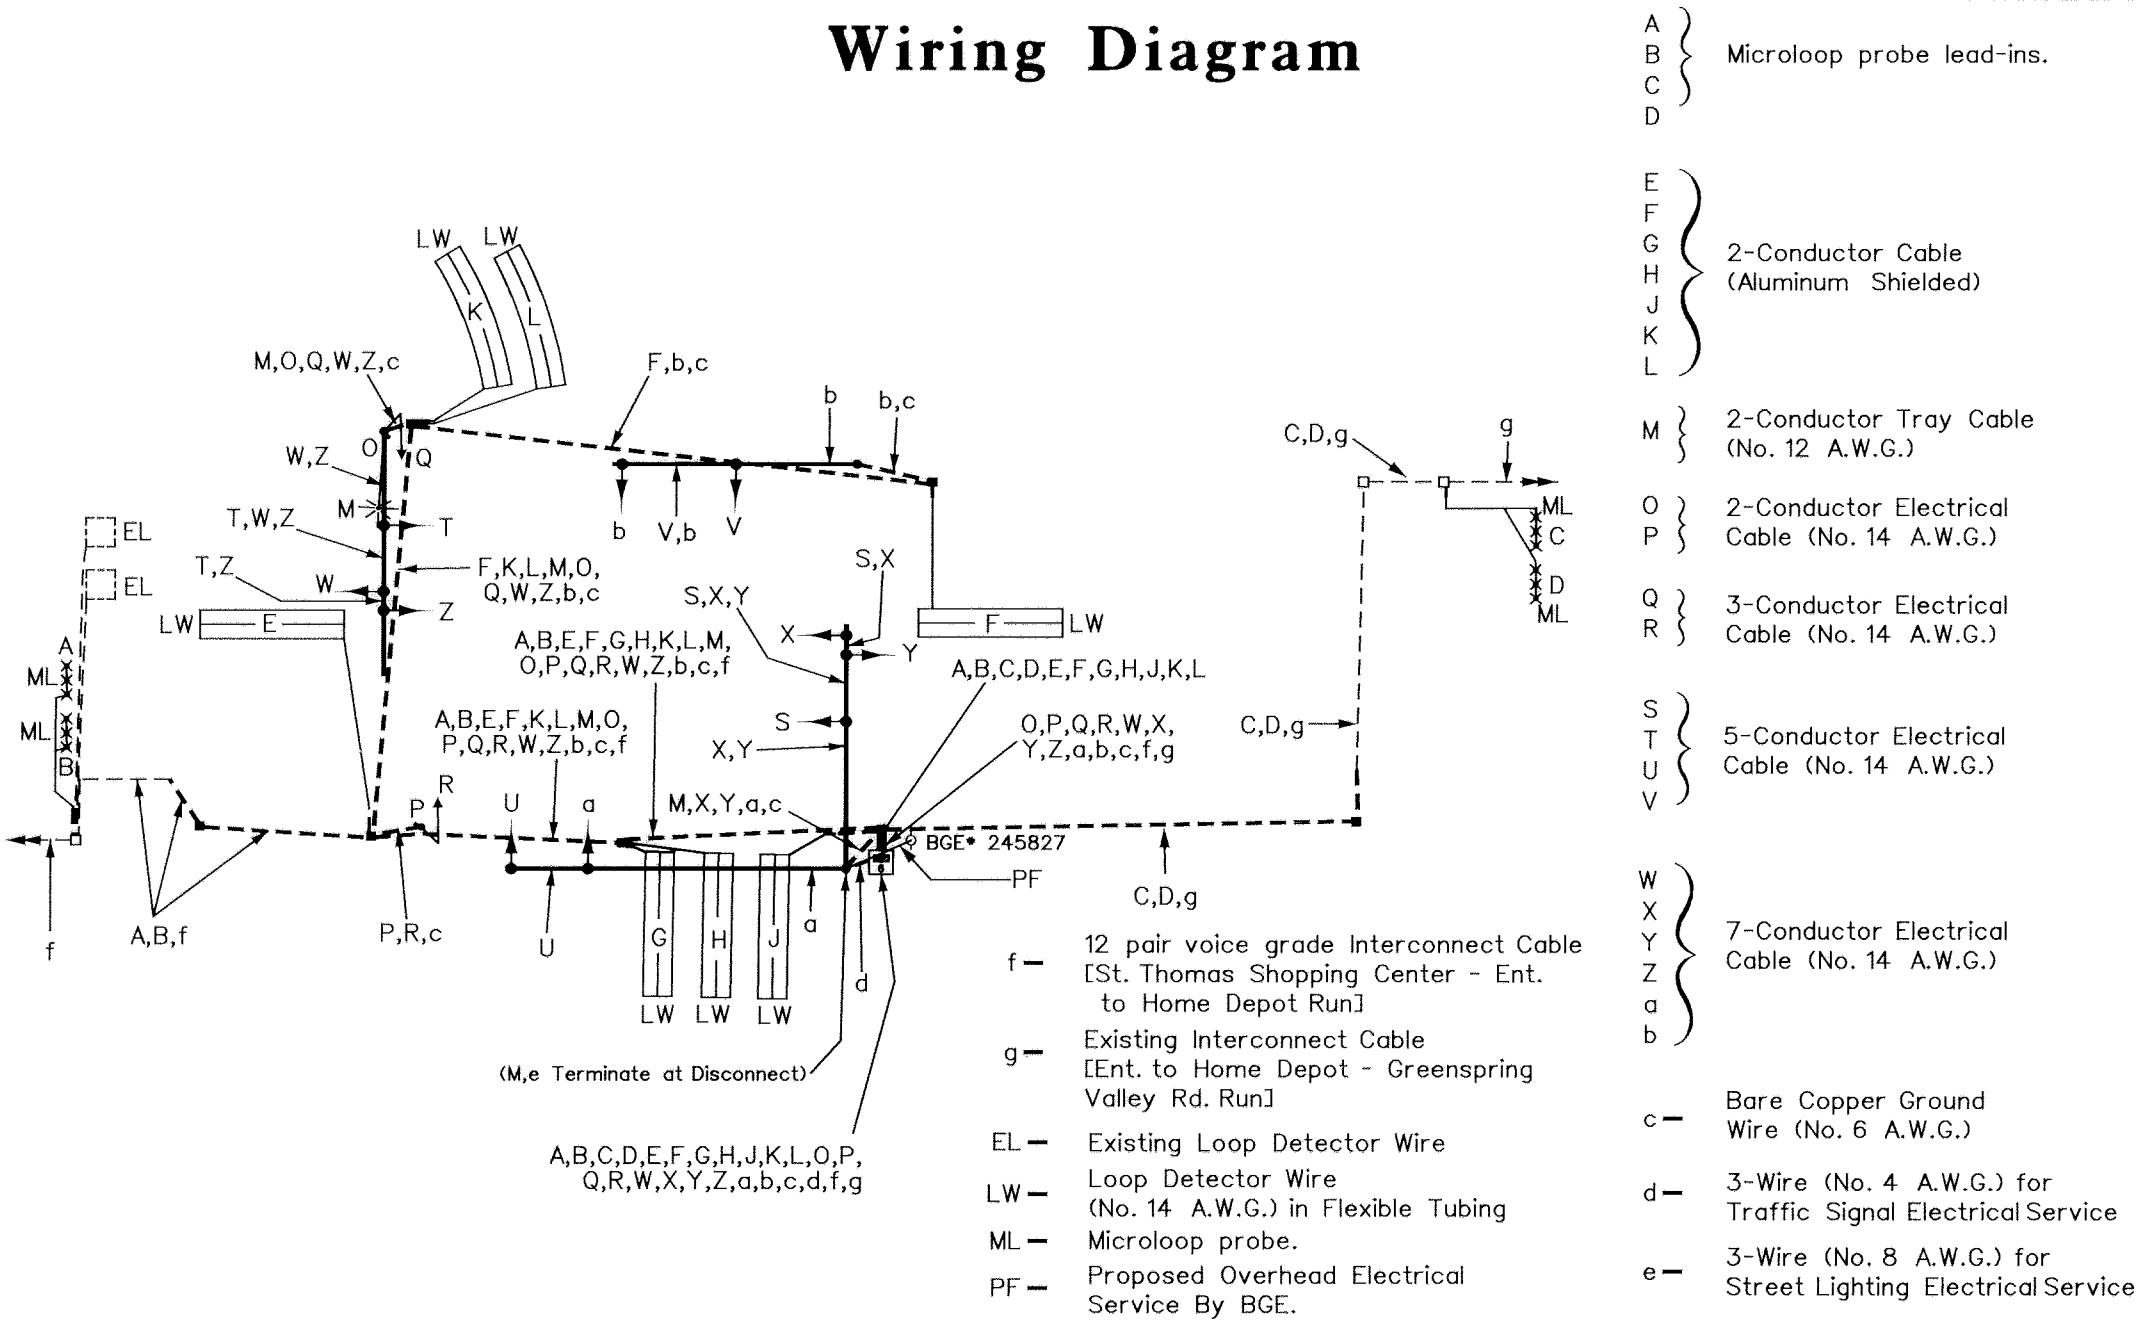 Wiring Diagram
A
B
C
D
Microloop probe lead-ins.
E
F
G
H
J
K
L
2-Conductor Cable
(Aluminum Shielded)
M
2-Conductor Tray Cable
(No. 12 A.W.G.)
O
P
2-Conductor Electrical
Cable (No. 14 A.W.G.)
Q
R
3-Conductor Electrical
Cable (No. 14 A.W.G.)
S
T
U
V
5-Conductor Electrical
Cable (No. 14 A.W.G.)
W
X
Y
Z
a
b
7-Conductor Electrical
Cable (No. 14 A.W.G.)
c
Bare Copper Ground
Wire (No. 6 A.W.G.)
d
3-Wire (No. 4 A.W.G.) for
Traffic Signal Electrical Service
e
3-Wire (No. 8 A.W.G.) for
Street Lighting Electrical Service
LW
LW
K
L
M,O,Q,W,Z,c
F,b,c
b
b,c
O
Q
W,Z
M
T
T,W,Z
T,Z
W
Z
F,K,L,M,O,
Q,W,Z,b,c
b
V,b
V
C,D,g
g
ML
C
D
ML
EL
EL
LW
E
A
ML
ML
B
S,X
S,X,Y
X
Y
F
LW
A,B,E,F,G,H,K,L,M,
O,P,Q,R,W,Z,b,c,f
A,B,C,D,E,F,G,H,J,K,L
A,B,E,F,K,L,M,O,
P,Q,R,W,Z,b,c,f
S
X,Y
O,P,Q,R,W,X,
Y,Z,a,b,c,f,g
C,D,g
P
R
U
a
M,X,Y,a,c
BGE# 245827
PF
C,D,g
f
A,B,f
P,R,c
U
G
H
J
a
d
LW
LW
LW
(M,e Terminate at Disconnect)
A,B,C,D,E,F,G,H,J,K,L,O,P,
Q,R,W,X,Y,Z,a,b,c,d,f,g
f
12 pair voice grade Interconnect Cable
[St. Thomas Shopping Center - Ent.
to Home Depot Run]
g
Existing Interconnect Cable
[Ent. to Home Depot - Greenspring
Valley Rd. Run]
EL
Existing Loop Detector Wire
LW
Loop Detector Wire
(No. 14 A.W.G.) in Flexible Tubing
ML
Microloop probe.
PF
Proposed Overhead Electrical
Service By BGE.